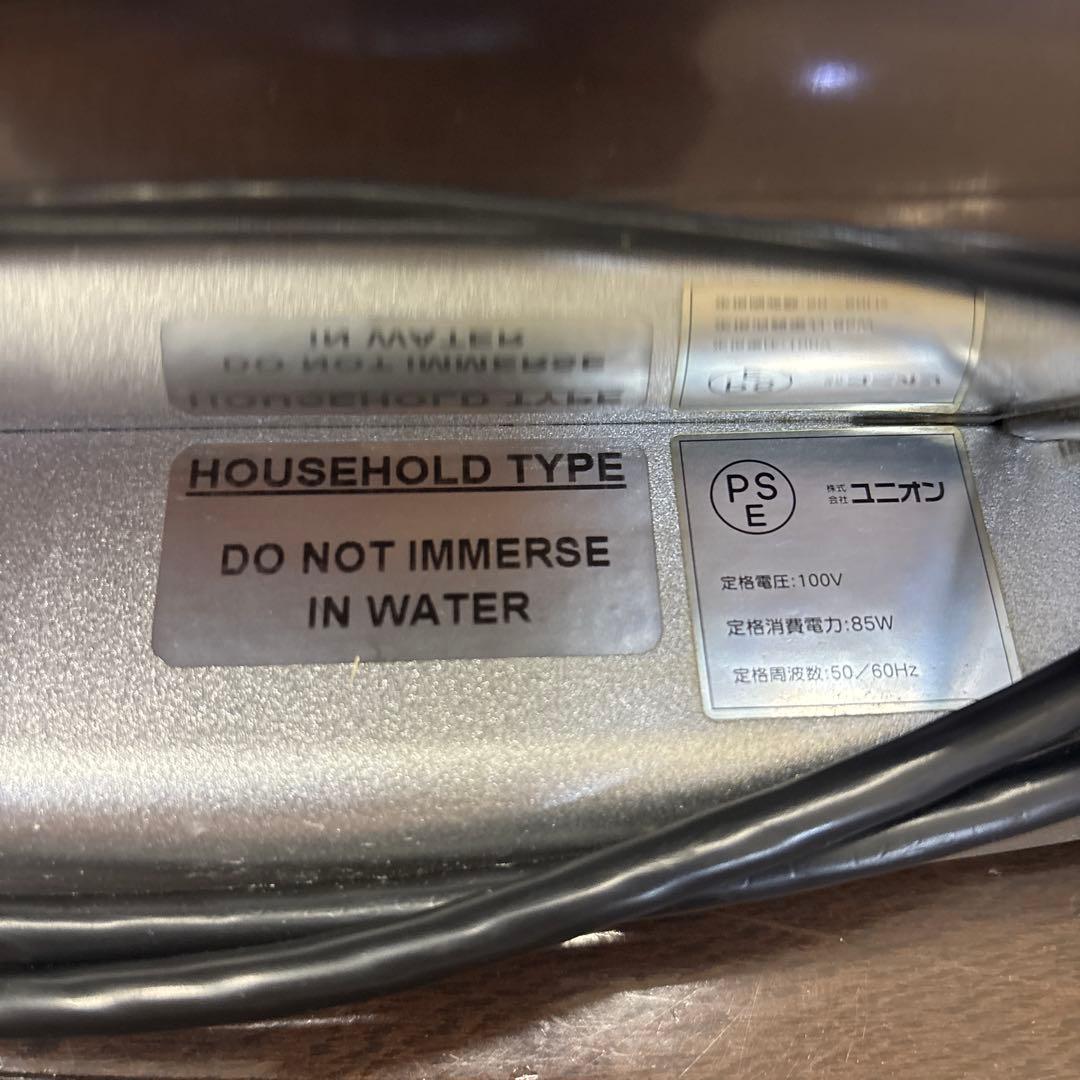 HOUSEHOLD TYPE
DO NOT IMMERSE
IN WATER
PSE
株式会社 ユニオン
定格電圧:100V
定格消費電力:85W
定格周波数:50/60Hz